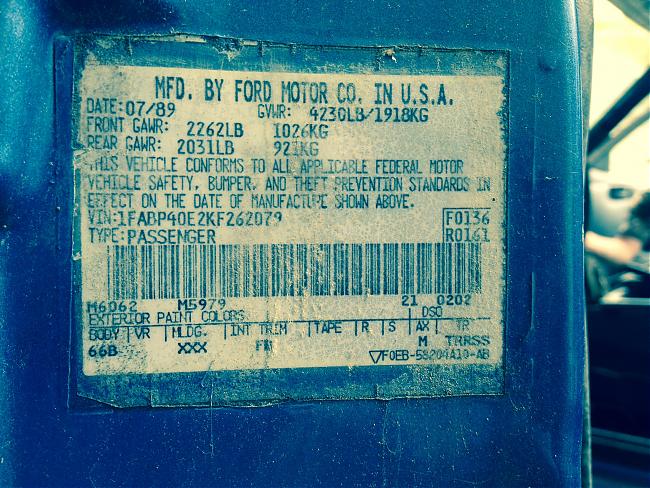 MFD. BY FORD MOTOR CO. IN U.S.A.
DATE: 07/89 GVWR: 4230LB/1918KG
FRONT GAWR: 2262LB 1026KG
REAR GAWR: 2031LB 921KG
THIS VEHICLE CONFORMS TO ALL APPLICABLE FEDERAL MOTOR
VEHICLE SAFETY, BUMPER, AND THEFT PREVENTION STANDARDS IN
EFFECT ON THE DATE OF MANUFACTURE SHOWN ABOVE.
VIN:1FABP40E2KF262079 F0136
TYPE:PASSENGER R0161
M6D62 M5979 21 0202
EXTERIOR PAINT COLORS DSO
BODY VR MLDG. INT TRIM TAPE R S AX TR
66B XXX M TRRSS
F0EB-55204A10-AB